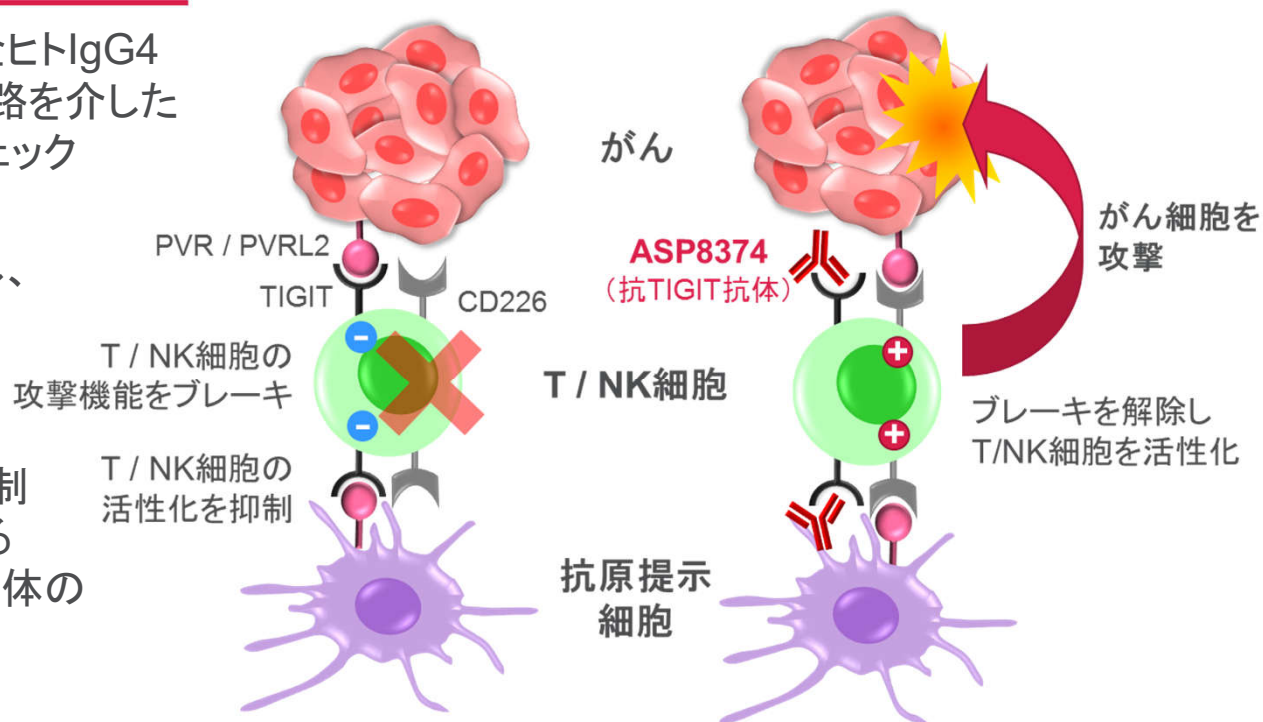 ヒトIgG4
路を介した
ェック
、
制
る
体の
がん
PVR / PVRL2
TIGIT
CD226
T / NK細胞の
攻撃機能をブレーキ
T / NK細胞
T / NK細胞の
活性化を抑制
抗原提示
細胞
ASP8374
（抗TIGIT抗体）
がん細胞を
攻撃
ブレーキを解除し
T/NK細胞を活性化